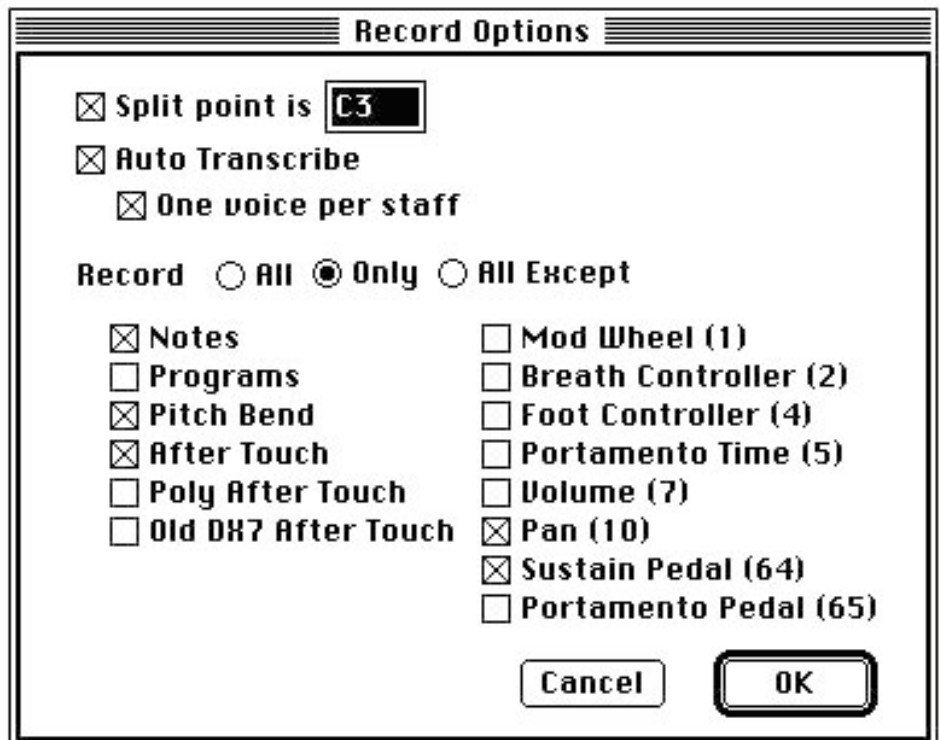 Record Options
Split point is C3
Auto Transcribe
One voice per staff
Record All Only All Except
Notes
Programs
Pitch Bend
After Touch
Poly After Touch
Old DX7 After Touch
Mod Wheel (1)
Breath Controller (2)
Foot Controller (4)
Portamento Time (5)
Volume (7)
Pan (10)
Sustain Pedal (64)
Portamento Pedal (65)
Cancel OK